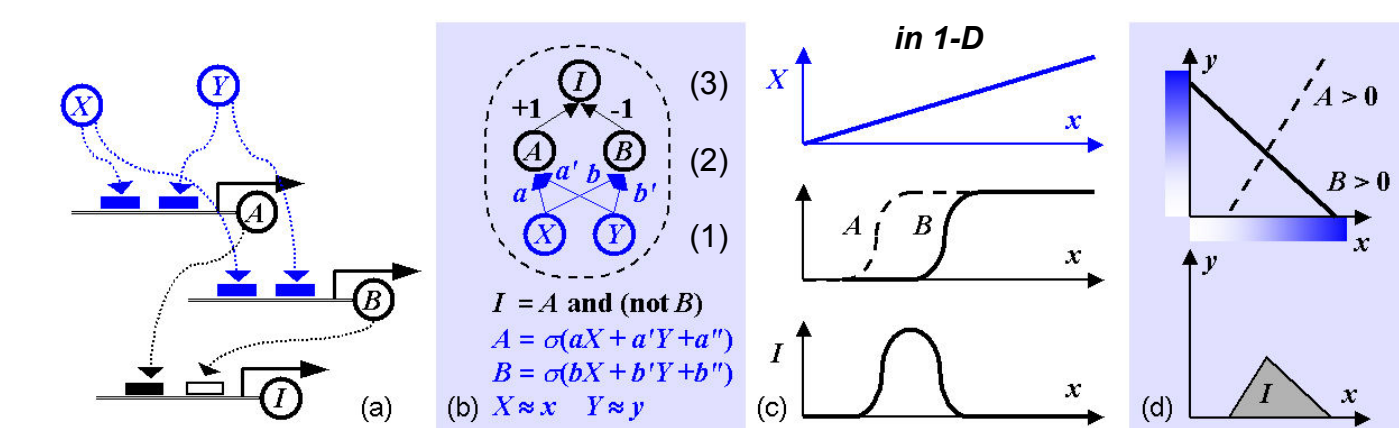 in 1-D
X
Y
A
B
I
(a)
I
(3)
+1
-1
A
B
(2)
a
a'
b
b'
X
Y
(1)
I = A and (not B)
A = σ(aX + a'Y+a")
B = σ(bX + b'Y+b")
X ≈ x Y ≈ y
(b)
X
x
A
B
x
I
x
(c)
y
A > 0
B > 0
x
y
I
x
(d)